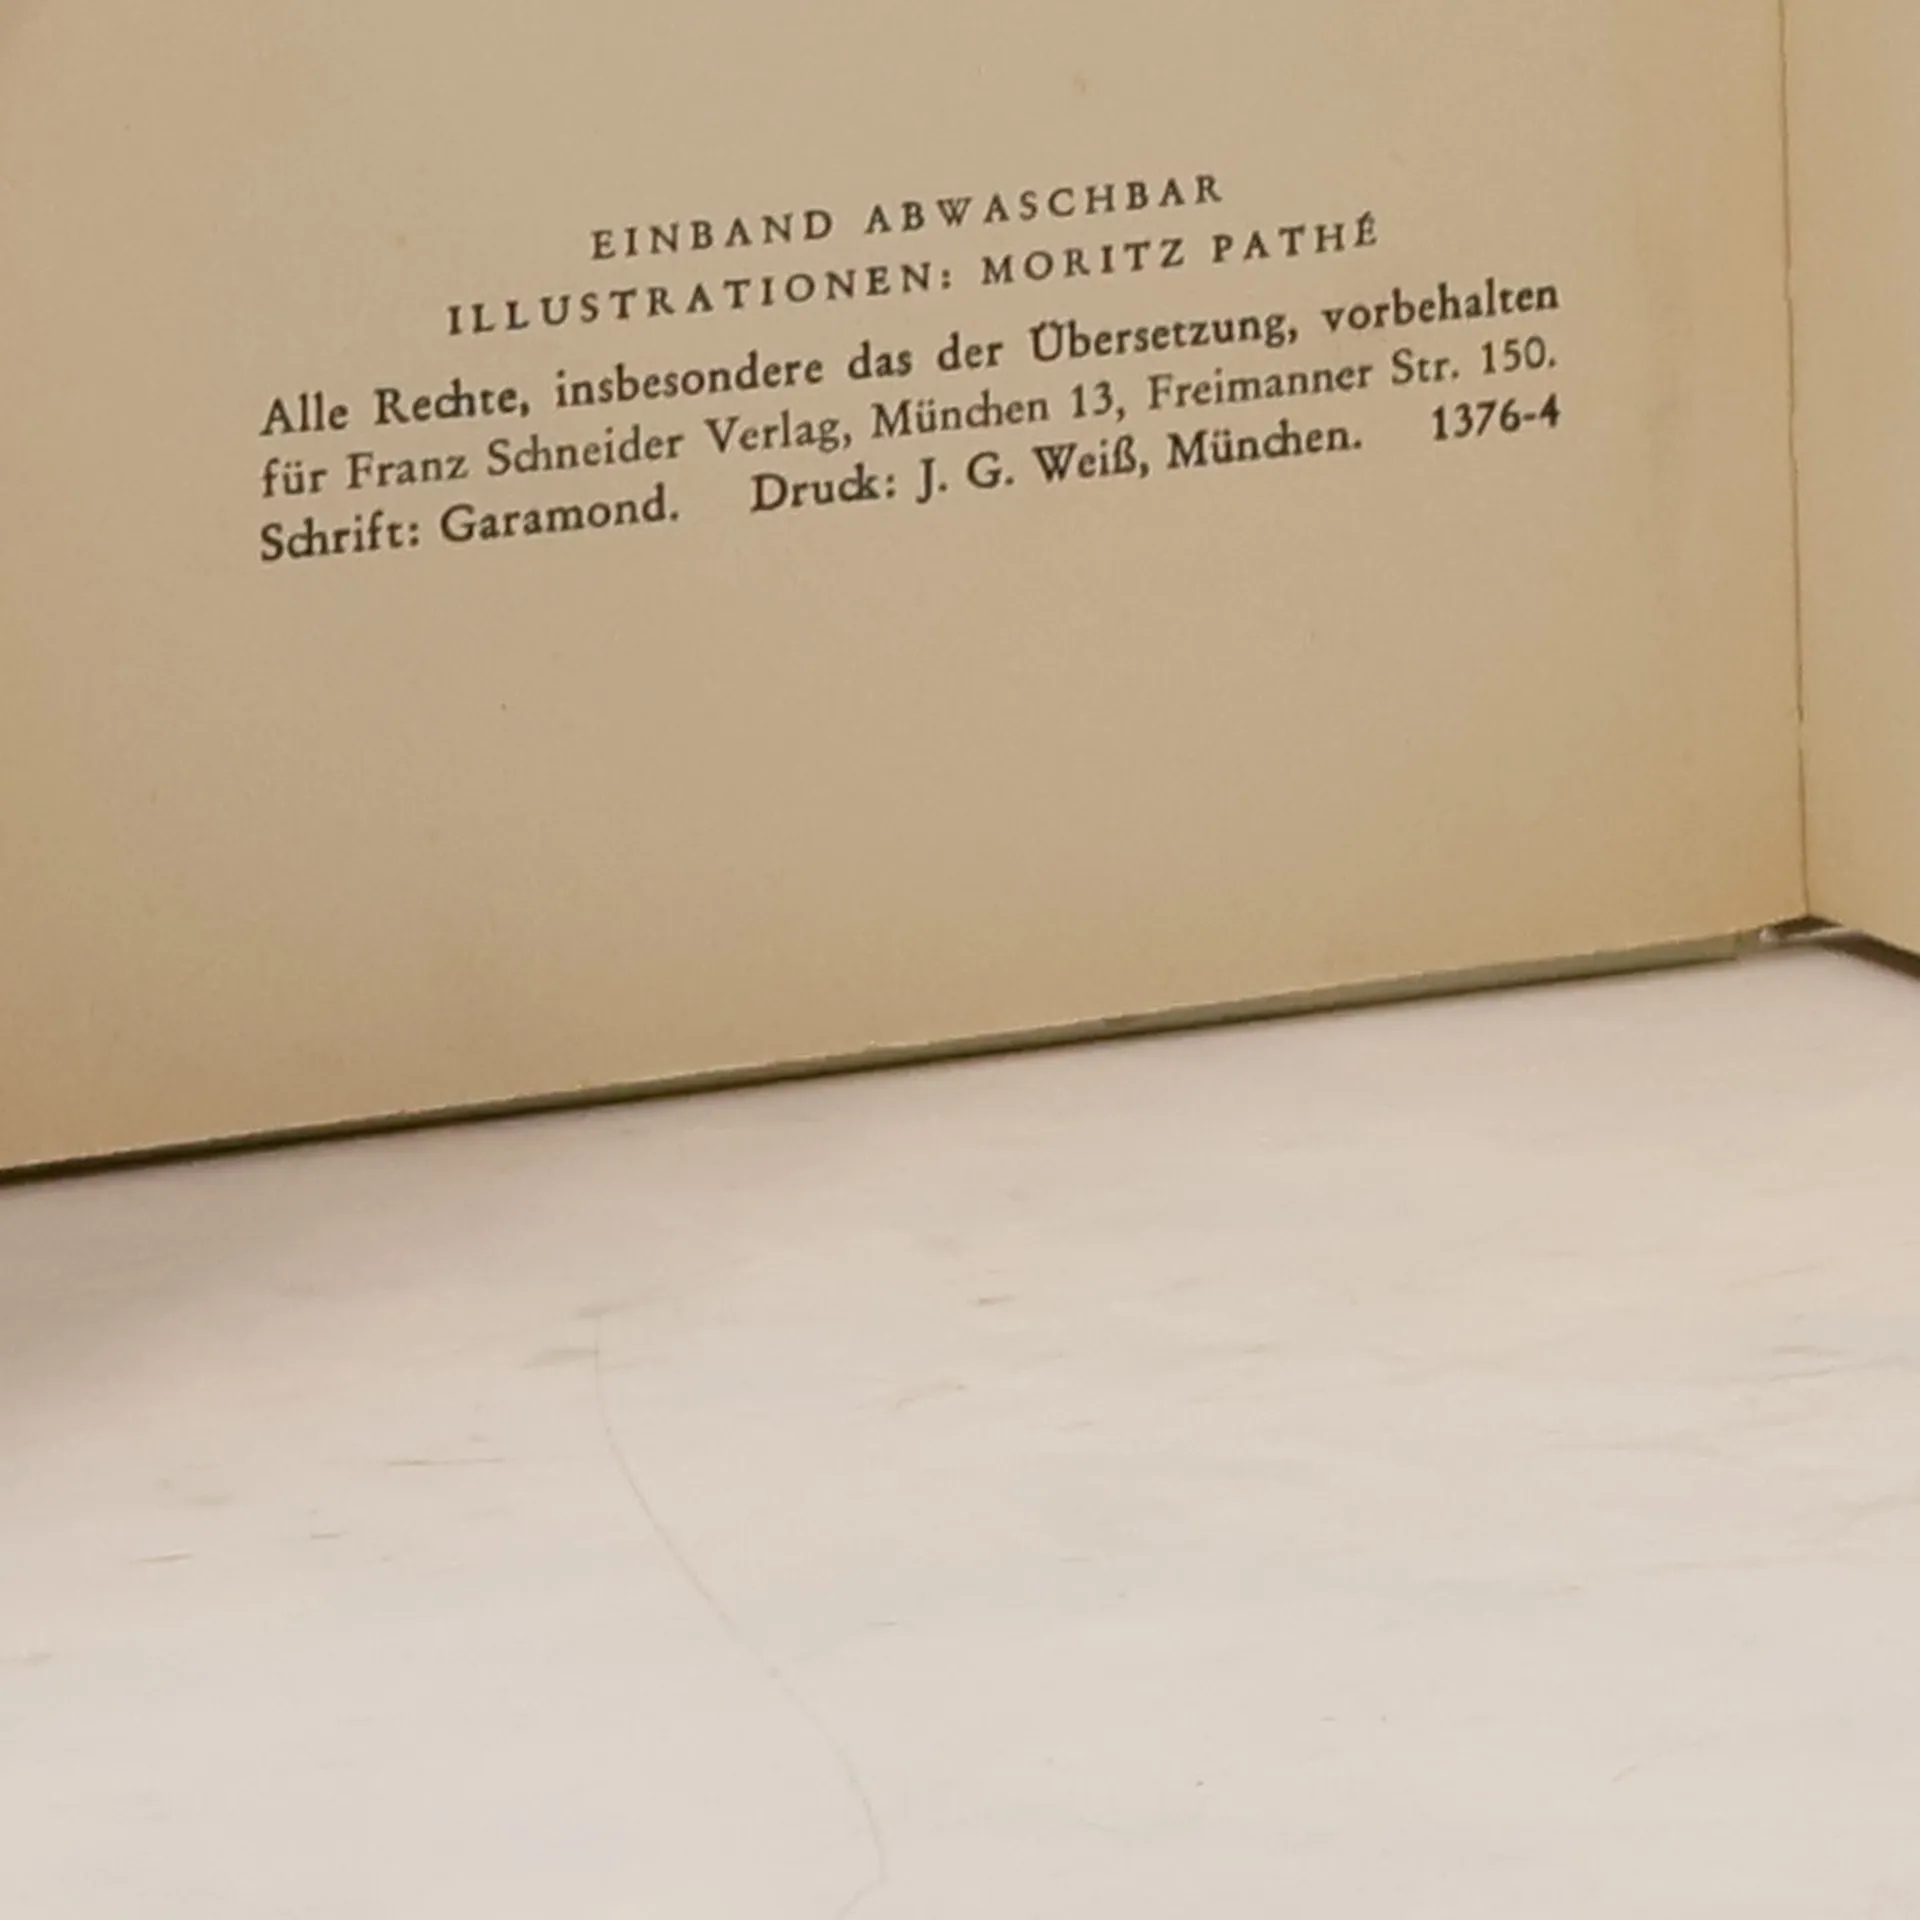 EINBAND ABWASCHBAR
ILLUSTRATIONEN: MORITZ PATHÉ
Alle Rechte, insbesondere das der Übersetzung, vorbehalten
für Franz Schneider Verlag, München 13, Freimanner Str. 150.
Schrift: Garamond. Druck: J. G. Weiß, München. 1376-4